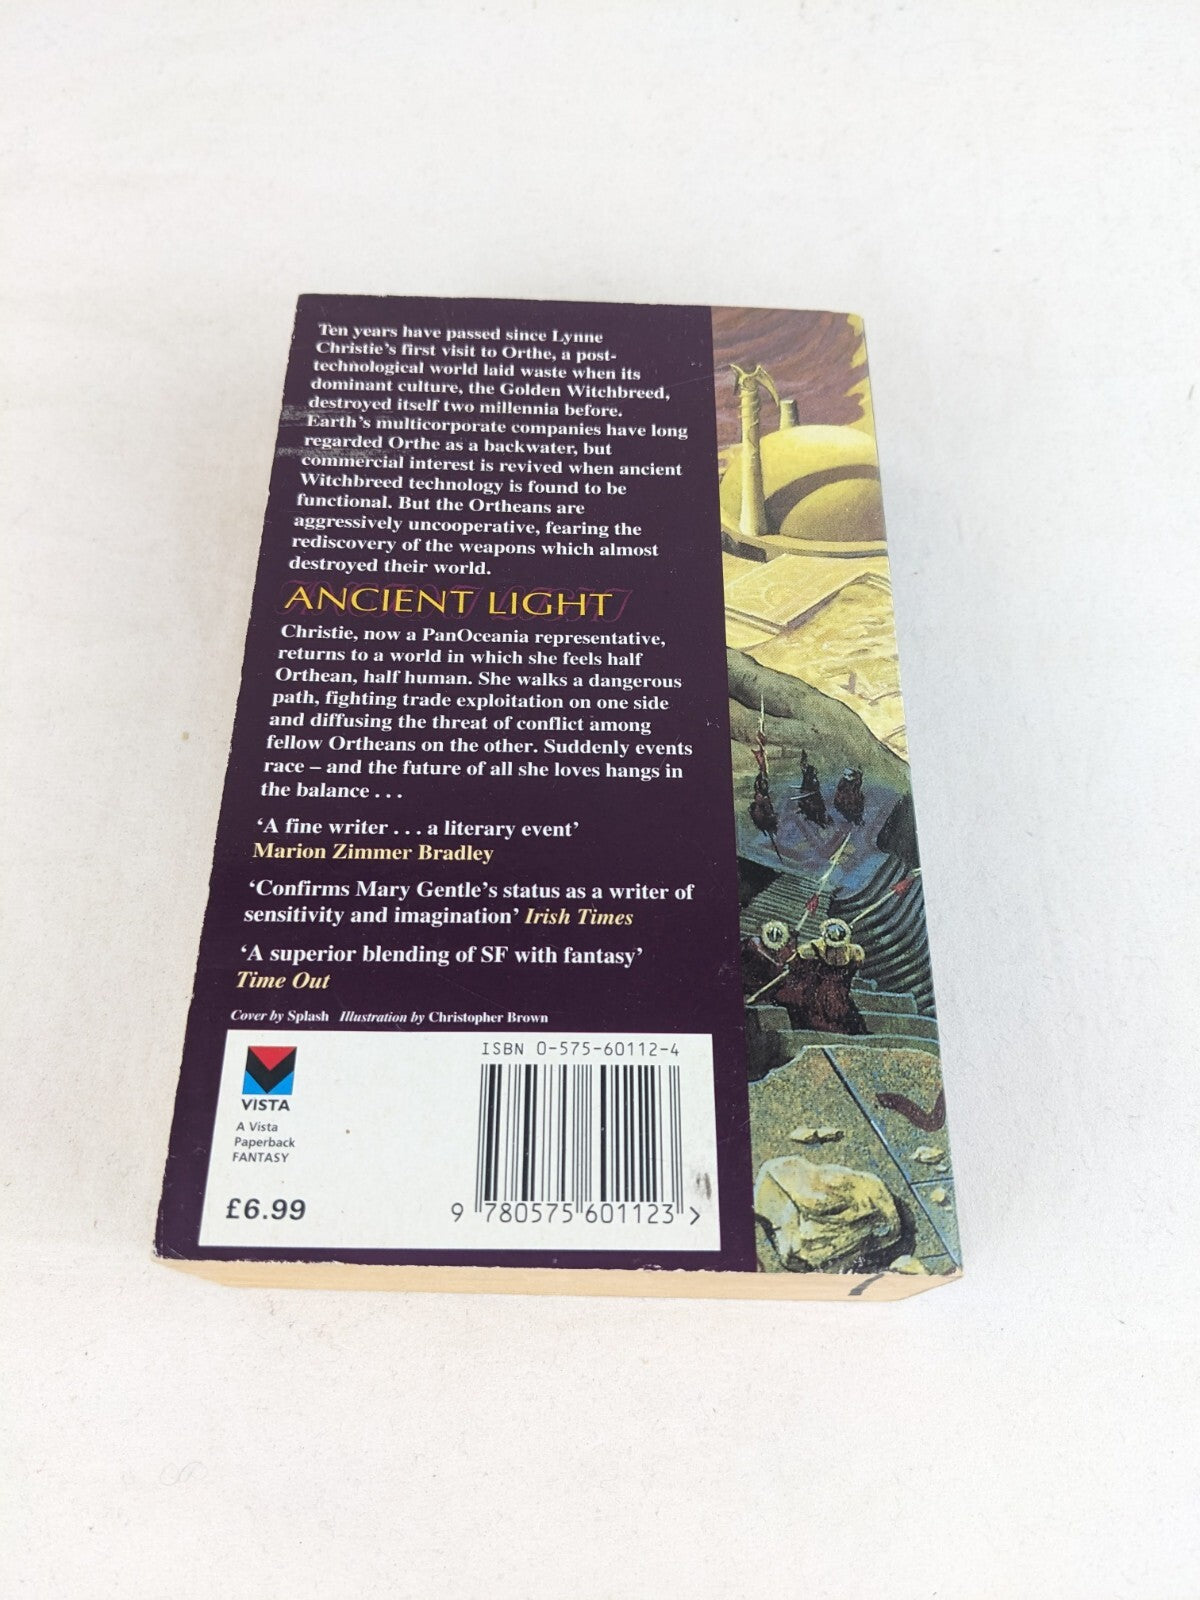 Ten years have passed since Lynne
Christie's first visit to Orthe, a post-
technological world laid waste when its
dominant culture, the Golden Witchbreed,
destroyed itself two millennia before.
Earth's multicorporate companies have long
regarded Orthe as a backwater, but
commercial interest is revived when ancient
Witchbreed technology is found to be
functional. But the Ortheans are
aggressively uncooperative, fearing the
rediscovery of the weapons which almost
destroyed their world.
ANCIENT LIGHT
Christie, now a PanOceania representative,
returns to a world in which she feels half
Orthean, half human. She walks a dangerous
path, fighting trade exploitation on one side
and diffusing the threat of conflict among
fellow Ortheans on the other. Suddenly events
race – and the future of all she loves hangs in
the balance . . .
‘A fine writer . . . a literary event’
Marion Zimmer Bradley
‘Confirms Mary Gentle’s status as a writer of
sensitivity and imagination’ Irish Times
‘A superior blending of SF with fantasy’
Time Out
Cover by Splash Illustration by Christopher Brown
ISBN 0-575-60112-4
VISTA
A Vista
Paperback
FANTASY
£6.99
9 780575 601123 >